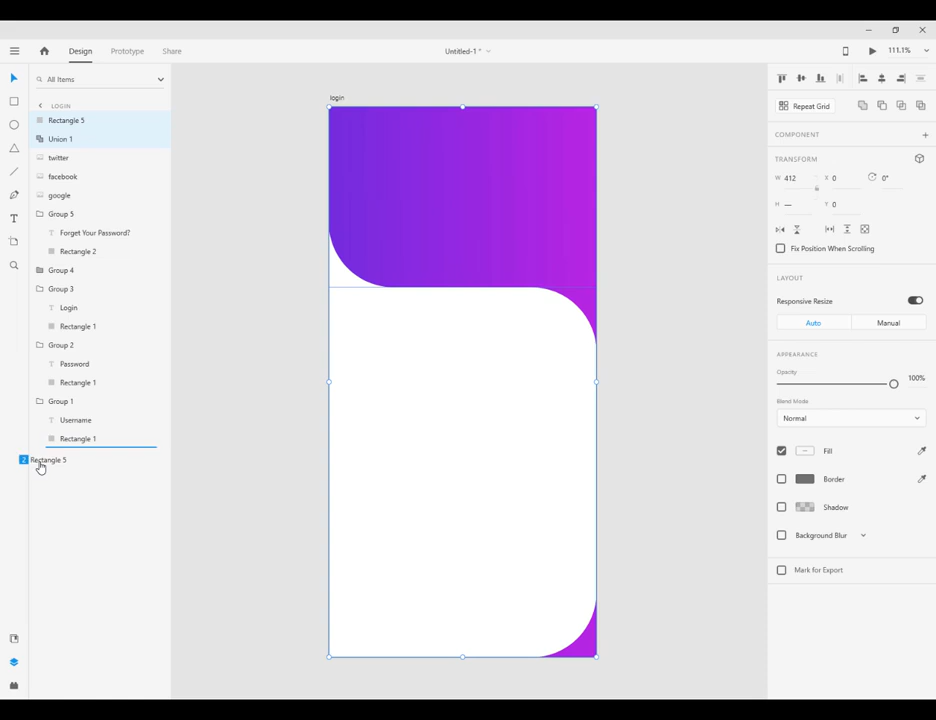 Design
Prototype
Share
Untitled-1 *
111.1%
All Items
LOGIN
Rectangle 5
Union 1
twitter
facebook
google
Group 5
T Forget Your Password?
Rectangle 2
Group 4
Group 3
T Login
Rectangle 1
Group 2
T Password
Rectangle 1
Group 1
T Username
Rectangle 1
2 Rectangle 5
login
Repeat Grid
COMPONENT
TRANSFORM
W 412 X 0 0°
H — Y 0
Fix Position When Scrolling
LAYOUT
Responsive Resize
Auto Manual
APPEARANCE
Opacity
100%
Blend Mode
Normal
Fill
Border
Shadow
Background Blur
Mark for Export